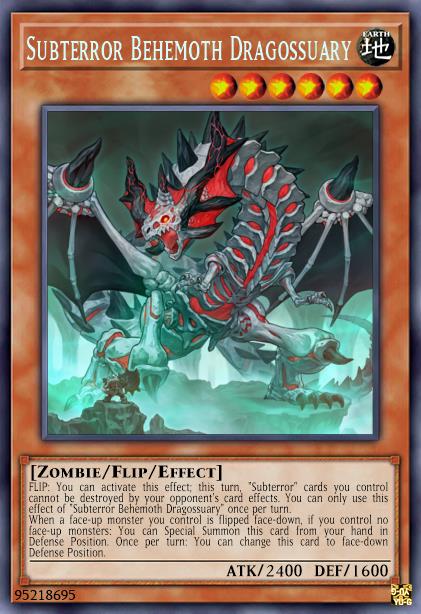 SUBTERROR BEHEMOTH DRAGOSSUARY
EARTH
地
[ZOMBIE/FLIP/EFFECT]
FLIP: You can activate this effect; this turn, "Subterror" cards you control
cannot be destroyed by your opponent's card effects. You can only use this
effect of "Subterror Behemoth Dragossuary" once per turn.
When a face-up monster you control is flipped face-down, if you control no
face-up monsters: You can Special Summon this card from your hand in
Defense Position. Once per turn: You can change this card to face-down
Defense Position.
ATK/2400 DEF/1600
95218695